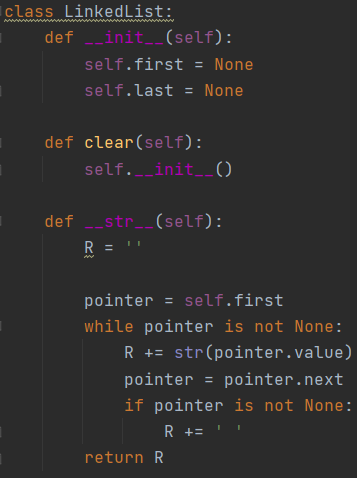 class LinkedList:
    def __init__(self):
        self.first = None
        self.last = None

    def clear(self):
        self.__init__()

    def __str__(self):
        R = ''

        pointer = self.first
        while pointer is not None:
            R += str(pointer.value)
            pointer = pointer.next
            if pointer is not None:
                R += ' '
        return R